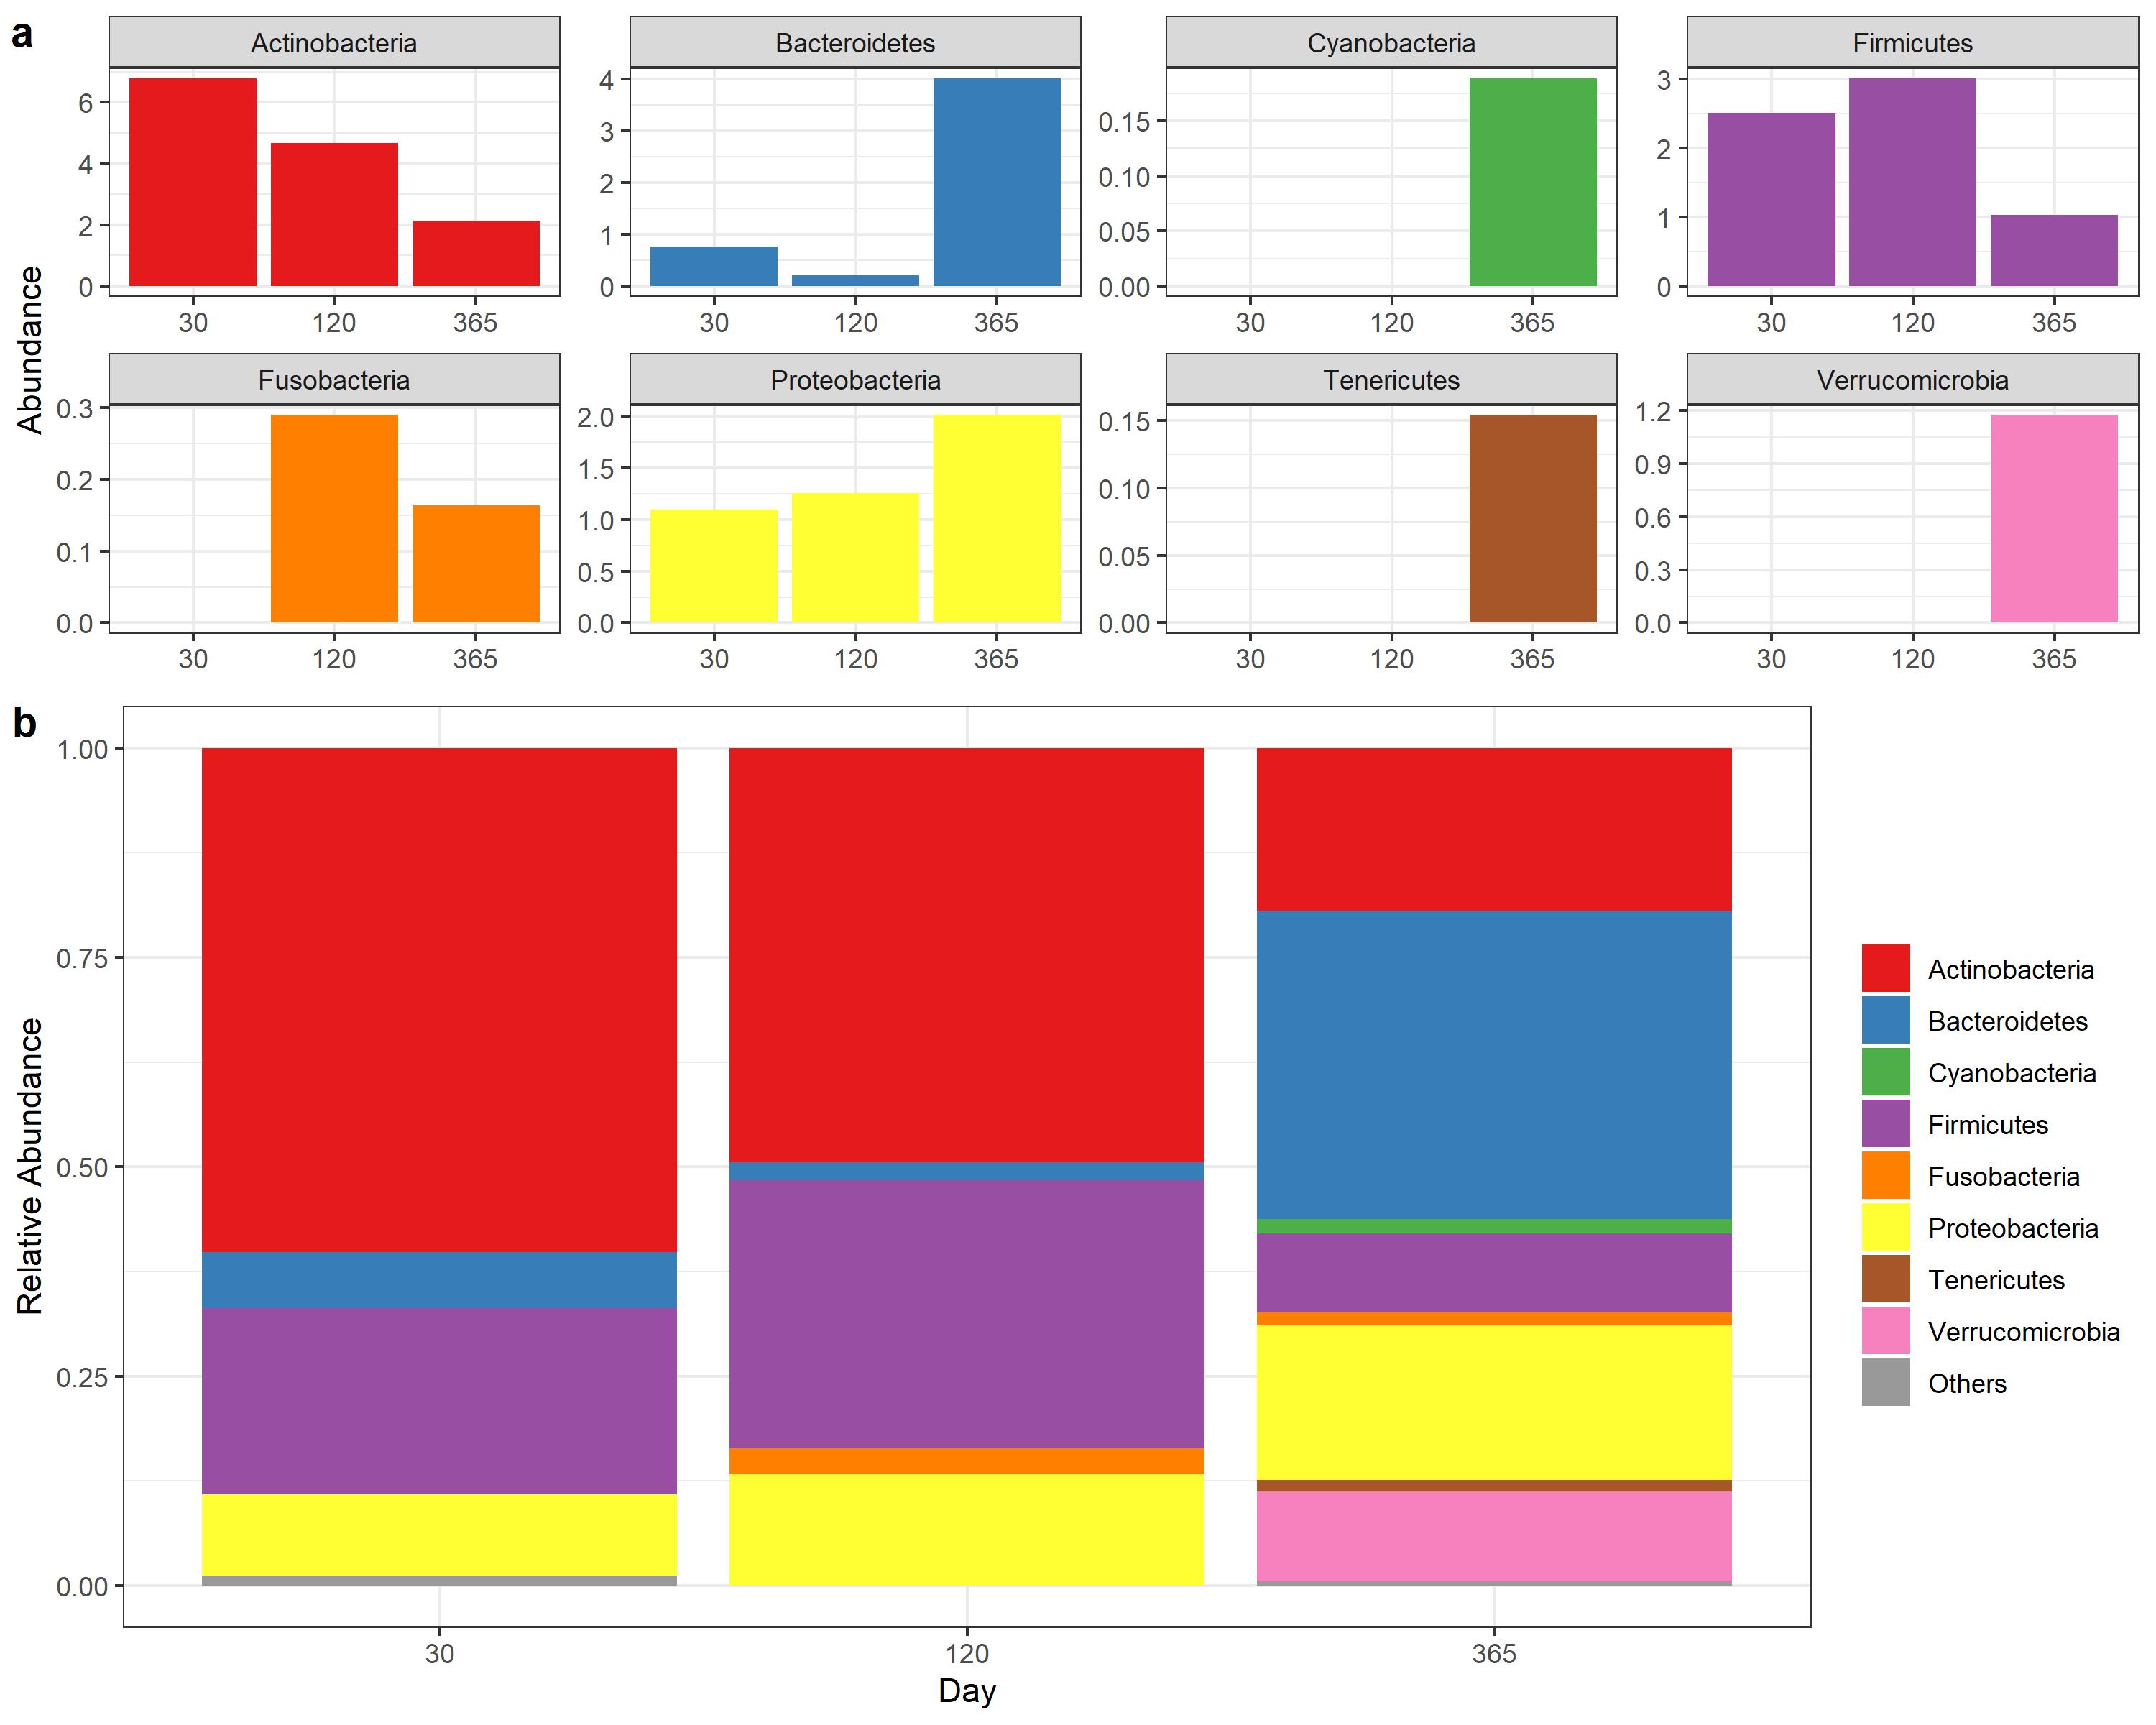 a
Actinobacteria
Bacteroidetes
Cyanobacteria
Firmicutes
6
4
2
0
4
3
2
1
0
0.15
0.10
0.05
0.00
3
2
1
0
30 120 365
30 120 365
30 120 365
30 120 365
Abundance
Fusobacteria
Proteobacteria
Tenericutes
Verrucomicrobia
0.3
0.2
0.1
0.0
2.0
1.5
1.0
0.5
0.0
0.15
0.10
0.05
0.00
1.2
0.9
0.6
0.3
0.0
30 120 365
30 120 365
30 120 365
30 120 365
b
1.00
0.75
0.50
0.25
0.00
Relative Abundance
30 120 365
Day
Actinobacteria
Bacteroidetes
Cyanobacteria
Firmicutes
Fusobacteria
Proteobacteria
Tenericutes
Verrucomicrobia
Others